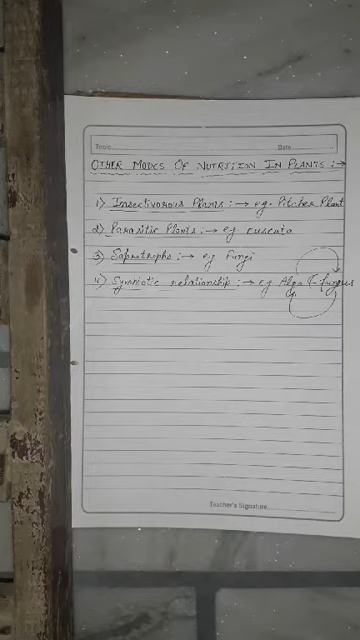 Topic Date
OTHER MODES OF NUTRITION IN PLANTS :→
1) Insectivorous Plants :→ eg. Pitcher Plant
2) Parasitic Plants :→ eg cuscuta
3) Saprotrophs :→ eg Fungi
4) Symiotic relationship :→ eg Alga & fungus
Teacher's Signature